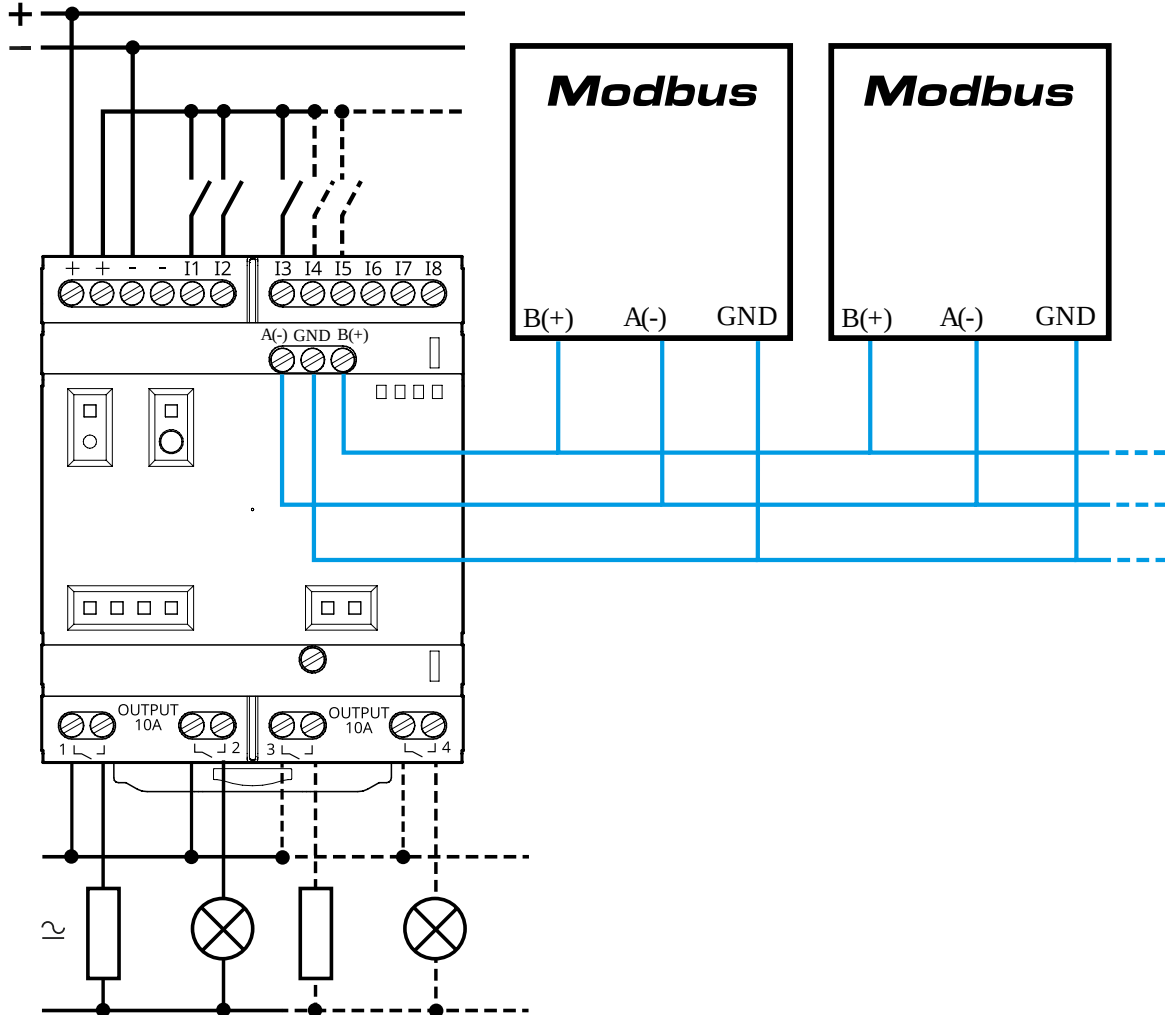 +
−
Modbus Modbus
+ + - - I1 I2 I3 I4 I5 I6 I7 I8
B(+) A(-) GND B(+) A(-) GND
A(-) GND B(+)
OUTPUT OUTPUT
10A 10A
1 2 3 4
≃